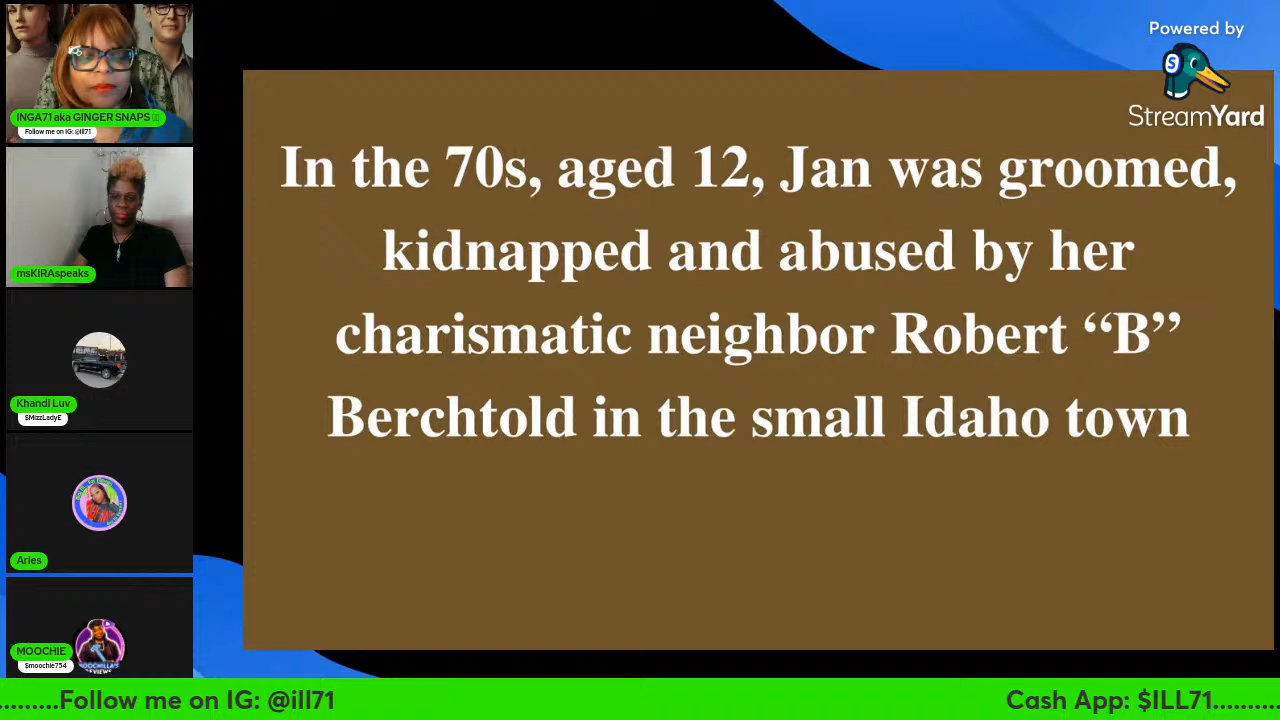 INGA71 aka GINGER SNAPS
Follow me on IG: @ill71
msKIRAspeaks
Khandi Luv
$MizzLadyE
Aries
MOOCHIE
$moochie754
Powered by
StreamYard
In the 70s, aged 12, Jan was groomed,
kidnapped and abused by her
charismatic neighbor Robert “B”
Berchtold in the small Idaho town
.........Follow me on IG: @ill71
Cash App: $ILL71..........